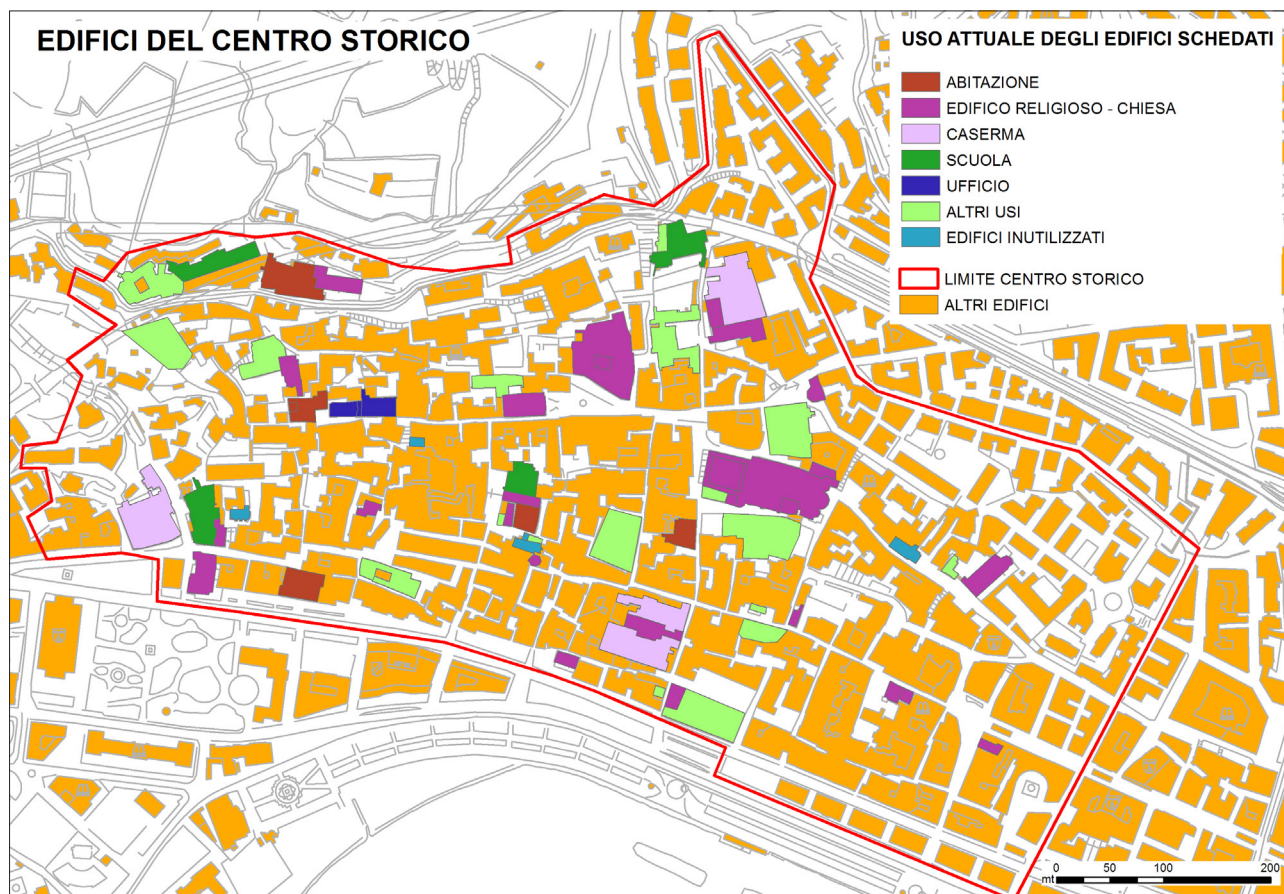 EDIFICI DEL CENTRO STORICO
USO ATTUALE DEGLI EDIFICI SCHEDATI
ABITAZIONE
EDIFICO RELIGIOSO - CHIESA
CASERMA
SCUOLA
UFFICIO
ALTRI USI
EDIFICI INUTILIZZATI
LIMITE CENTRO STORICO
ALTRI EDIFICI
0 50 100 200
mt